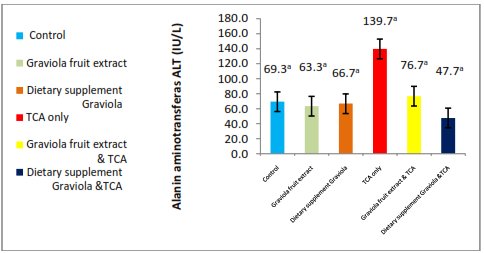 Control
Graviola fruit extract
Dietary supplement
Graviola
TCA only
Graviola fruit extract
& TCA
Dietary supplement
Graviola &TCA
Alanin aminotransferas ALT (IU/L)
180.0
160.0
140.0
120.0
100.0
80.0
60.0
40.0
20.0
0.0
69.3ᵃ
63.3ᵃ
66.7ᵃ
139.7ᵃ
76.7ᵃ
47.7ᵃ
Control
Graviola fruit extract
Dietary supplement Graviola
TCA only
Graviola fruit extract & TCA
Dietary supplement Graviola &TCA